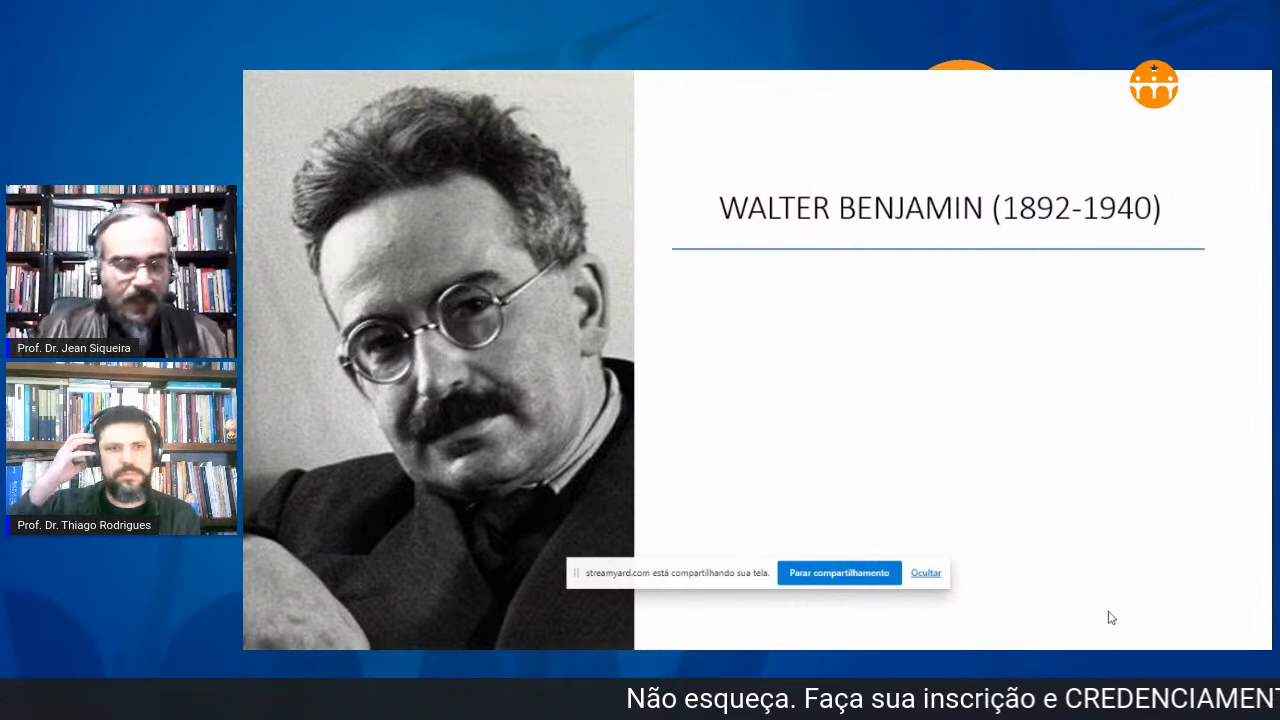 WALTER BENJAMIN (1892-1940)
Prof. Dr. Jean Siqueira
Prof. Dr. Thiago Rodrigues
streamyard.com está compartilhando sua tela.
Parar compartilhamento
Ocultar
Não esqueça. Faça sua inscrição e CREDENCIAMENT